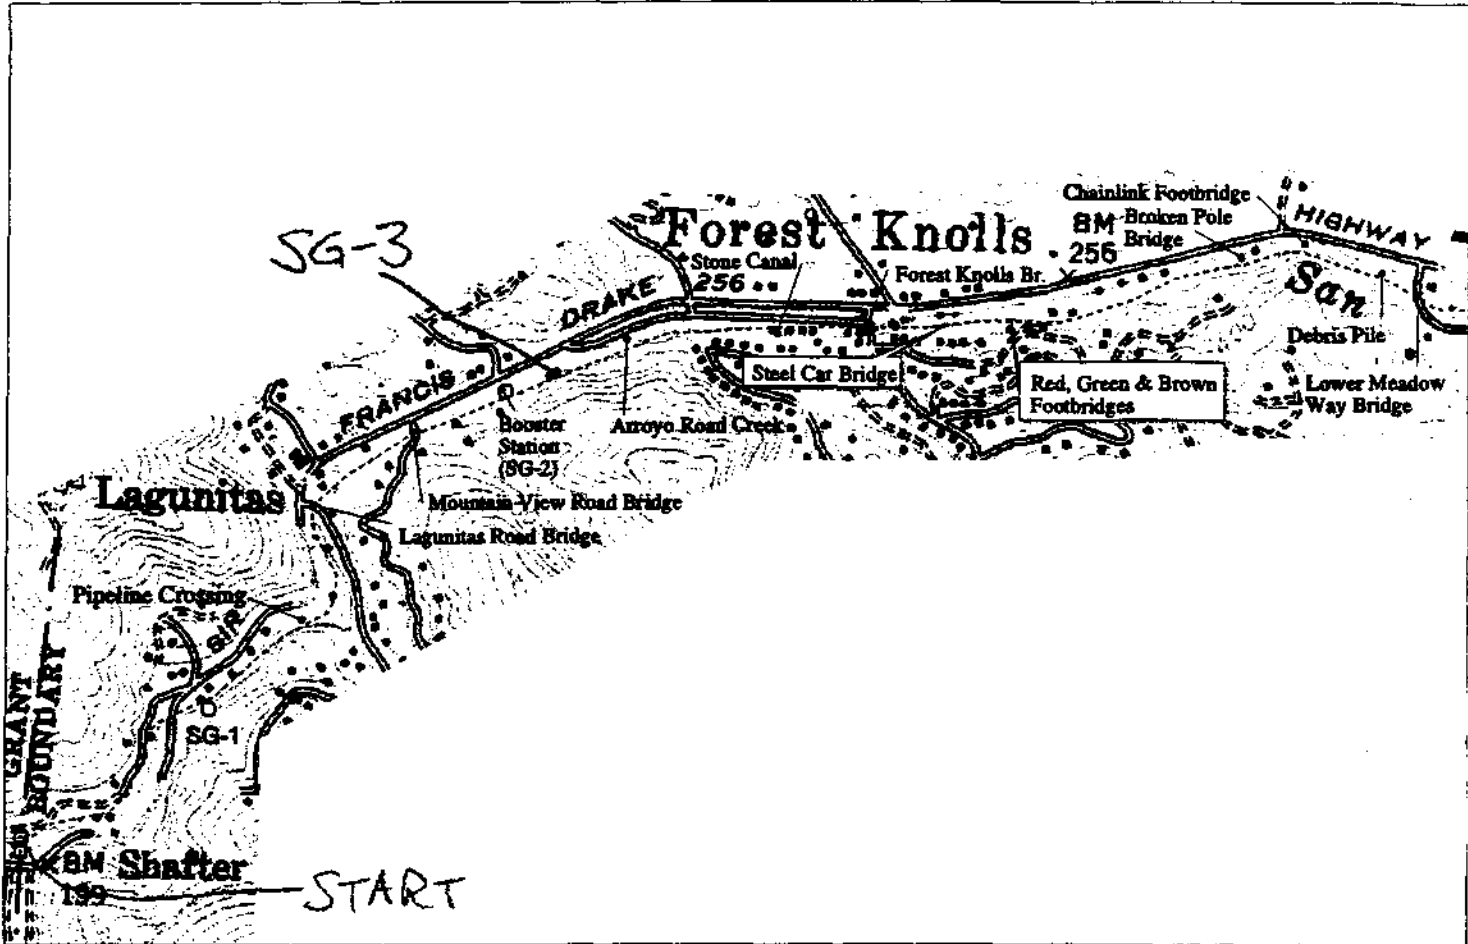 Chainlink Footbridge
BM
256
Broken Pole
Bridge
HIGHWAY
SG-3
Forest Knolls
Stone Canal
256
Forest Knolls Br.
San
DRAKE
Debris Pile
Steel Car Bridge
Red, Green & Brown
Footbridges
Lower Meadow
Way Bridge
FRANCIS
Booster
Station
(SG-2)
Arroyo Road Creek
Lagunitas
Mountain View Road Bridge
Lagunitas Road Bridge
Pipeline Crossing
SIR
GRANT
BOUNDARY
SG-1
BM
199
Shafter
START